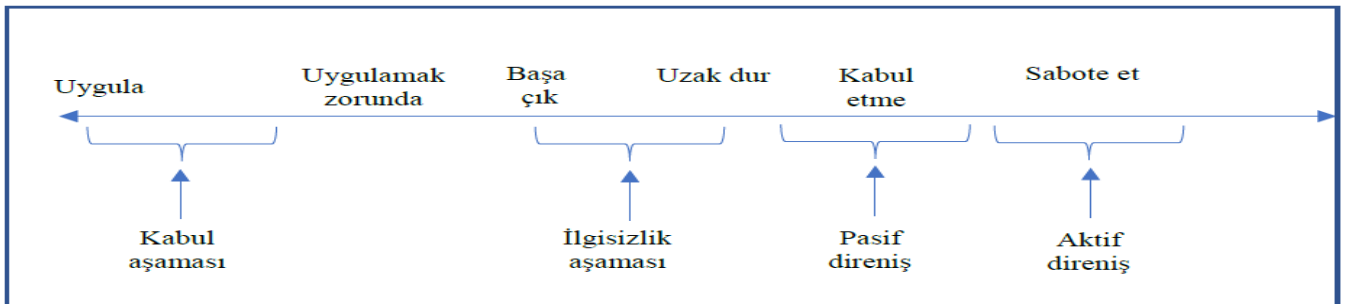 Uygula
Uygulamak
zorunda
Başa
çık
Uzak dur
Kabul
etme
Sabote et
Kabul
aşaması
İlgisizlik
aşaması
Pasif
direniş
Aktif
direniş